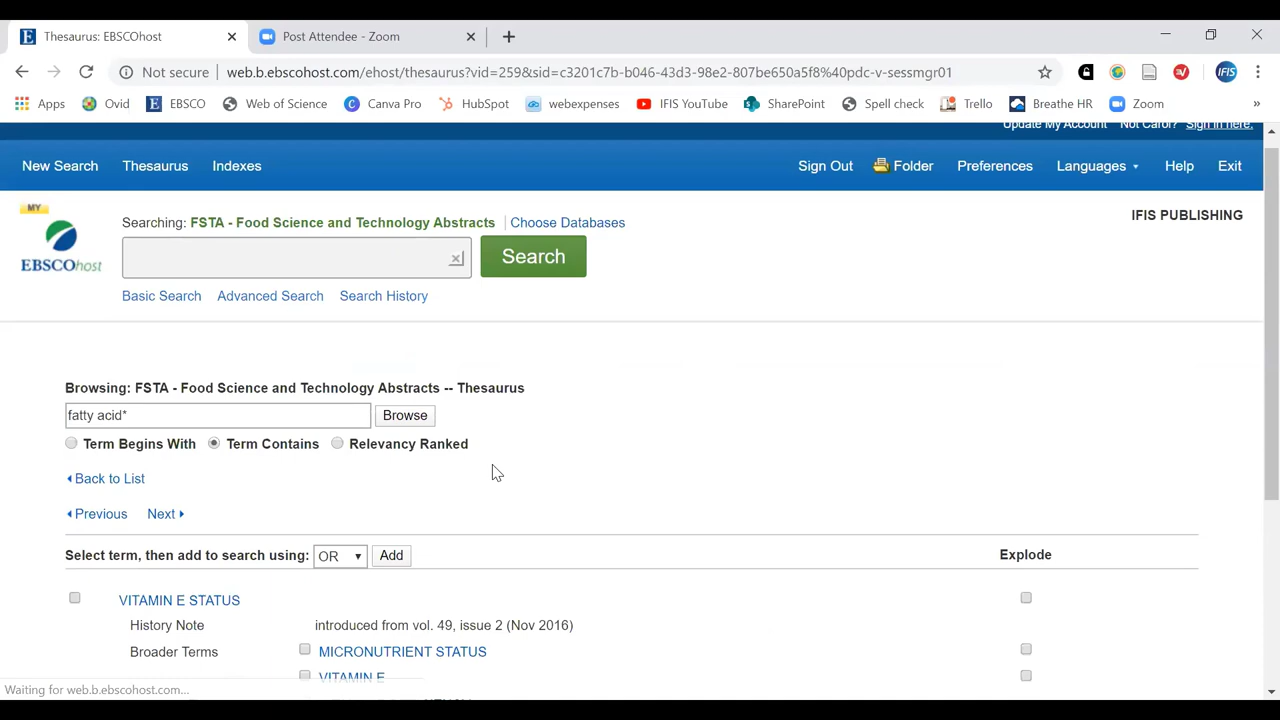 Thesaurus: EBSCOhost
Post Attendee - Zoom
Not secure
web.b.ebscohost.com/ehost/thesaurus?vid=259&sid=c3201c7b-b046-43d3-98e2-807be650a5f8%40pdc-v-sessmgr01
IFIS
Apps
Ovid
EBSCO
Web of Science
Canva Pro
HubSpot
webexpenses
IFIS YouTube
SharePoint
Spell check
Trello
Breathe HR
Zoom
Update My Account Not Carol? Sign in here.
New Search Thesaurus Indexes
Sign Out Folder Preferences Languages Help Exit
MY
EBSCOhost
Searching: FSTA - Food Science and Technology Abstracts Choose Databases
IFIS PUBLISHING
Search
Basic Search Advanced Search Search History
Browsing: FSTA - Food Science and Technology Abstracts -- Thesaurus
fatty acid* Browse
Term Begins With Term Contains Relevancy Ranked
Back to List
Previous Next
Select term, then add to search using: OR Add
Explode
VITAMIN E STATUS
History Note introduced from vol. 49, issue 2 (Nov 2016)
Broader Terms MICRONUTRIENT STATUS
VITAMIN E
Waiting for web.b.ebscohost.com...